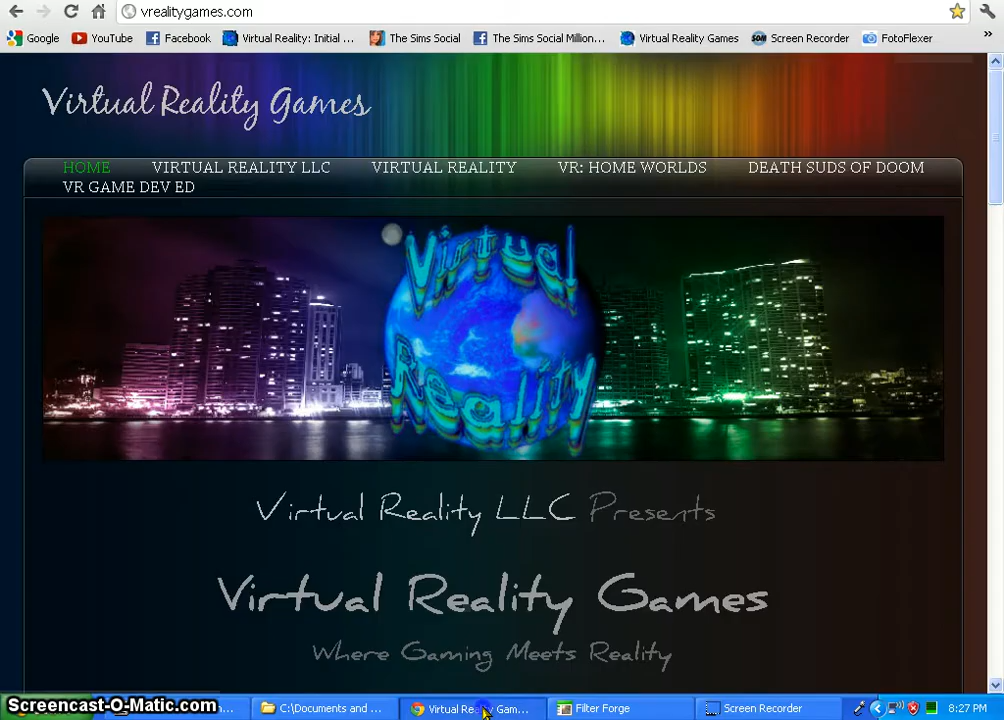 vrealitygames.com
Google YouTube Facebook Virtual Reality: Initial ... The Sims Social The Sims Social Million... Virtual Reality Games Screen Recorder FotoFlexer »
Virtual Reality Games
HOME VIRTUAL REALITY LLC VIRTUAL REALITY VR: HOME WORLDS DEATH SUDS OF DOOM
VR GAME DEV ED
Virtual
Reality
Virtual Reality LLC Presents
Virtual Reality Games
Where Gaming Meets Reality
Screencast-O-Matic.com C:\Documents and ... Virtual Reality Gam... Filter Forge Screen Recorder 8:27 PM